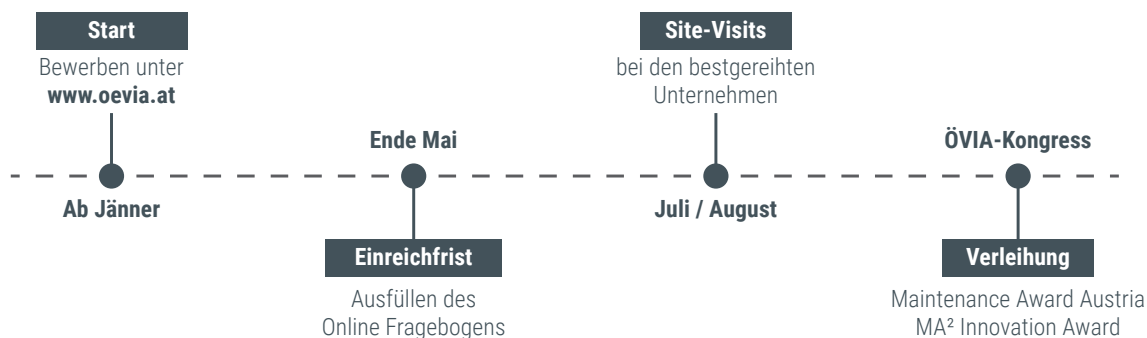 Start
Bewerben unter
www.oevia.at
Ab Jänner
Ende Mai
Einreichfrist
Ausfüllen des
Online Fragebogens
Site-Visits
bei den bestgereihten
Unternehmen
Juli / August
ÖVIA-Kongress
Verleihung
Maintenance Award Austria
MA² Innovation Award